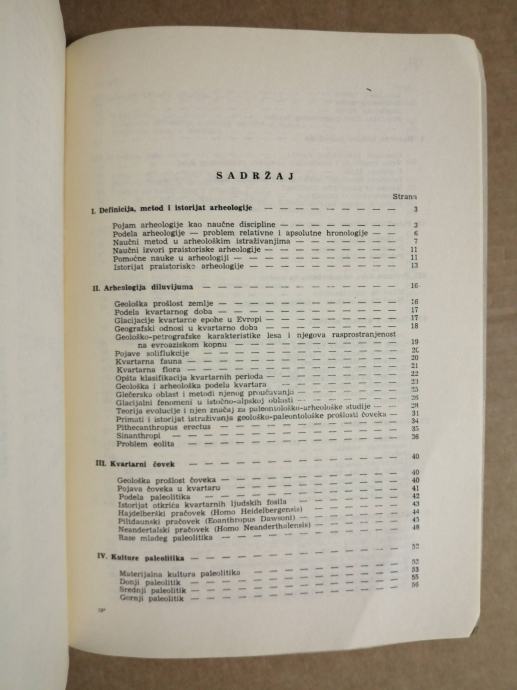 SADRŽAJ
Strana
I. Definicija, metod i istorijat arheologije — — — — — — — — 3
Pojam arheologije kao naučne discipline — — — — — — — 3
Podela arheologije — problem relativne i apsolutne hronologije — — 6
Naučni metod u arheološkim istraživanjima — — — — — — 7
Naučni izvori praistorijske arheologije — — — — — — — 11
Pomoćne nauke u arheologiji — — — — — — — — — 11
Istorijat praistorijske arheologije — — — — — — — — 13
II. Arheologija diluvijuma — — — — — — — — — — — 16
Geološka prošlost zemlje — — — — — — — — — — 16
Podela kvartarnog doba — — — — — — — — — — 17
Glacijacije kvartarne epohe u Evropi — — — — — — — 17
Geografski odnosi u kvartarno doba — — — — — — — 18
Geološko-petrografske karakteristike lesa i njegova rasprostranjenost
na evroaziskom kopnu — — — — — — — — — 19
Pojave soliflukcije — — — — — — — — — — — 20
Kvartarna fauna — — — — — — — — — — — 20
Kvartarna flora — — — — — — — — — — — 21
Opšta klasifikacija kvartarnih perioda — — — — — — — 22
Geološka i arheološka podela kvartara — — — — — — — 23
Glečerska oblast i metodi njenog proučavanja — — — — — 25
Glacijalni fenomeni u istočno-alpskoj oblasti — — — — — 26
Teorija evolucije i njen značaj za paleontološko-arheološke studije — — 29
Primati i istorijat istraživanja geološko-paleontološke prošlosti čoveka — 31
Pithecanthropus erectus — — — — — — — — — — 34
Sinanthropi — — — — — — — — — — — — 35
Problem eolita — — — — — — — — — — — — 36
III. Kvartarni čovek — — — — — — — — — — — — 40
Geološka prošlost čoveka — — — — — — — — — — 40
Pojava čoveka u kvartaru — — — — — — — — — — 40
Podela paleolitika — — — — — — — — — — — 41
Istorijat otkrića kvartarnih ljudskih fosila — — — — — — 42
Hajdelberški pračovek (Homo Heidelbergensis) — — — — — 43
Piltdaunski pračovek (Eoanthropus Dawsoni) — — — — — — 44
Neandertalski pračovek (Homo Neanderthalensis) — — — — — 45
Rase mlađeg paleolitika — — — — — — — — — — 48
IV. Kulture paleolitika — — — — — — — — — — — 52
Materijalna kultura paleolitika — — — — — — — — 52
Donji paleolitik — — — — — — — — — — — 53
Srednji paleolitik — — — — — — — — — — — 55
Gornji paleolitik — — — — — — — — — — — 56